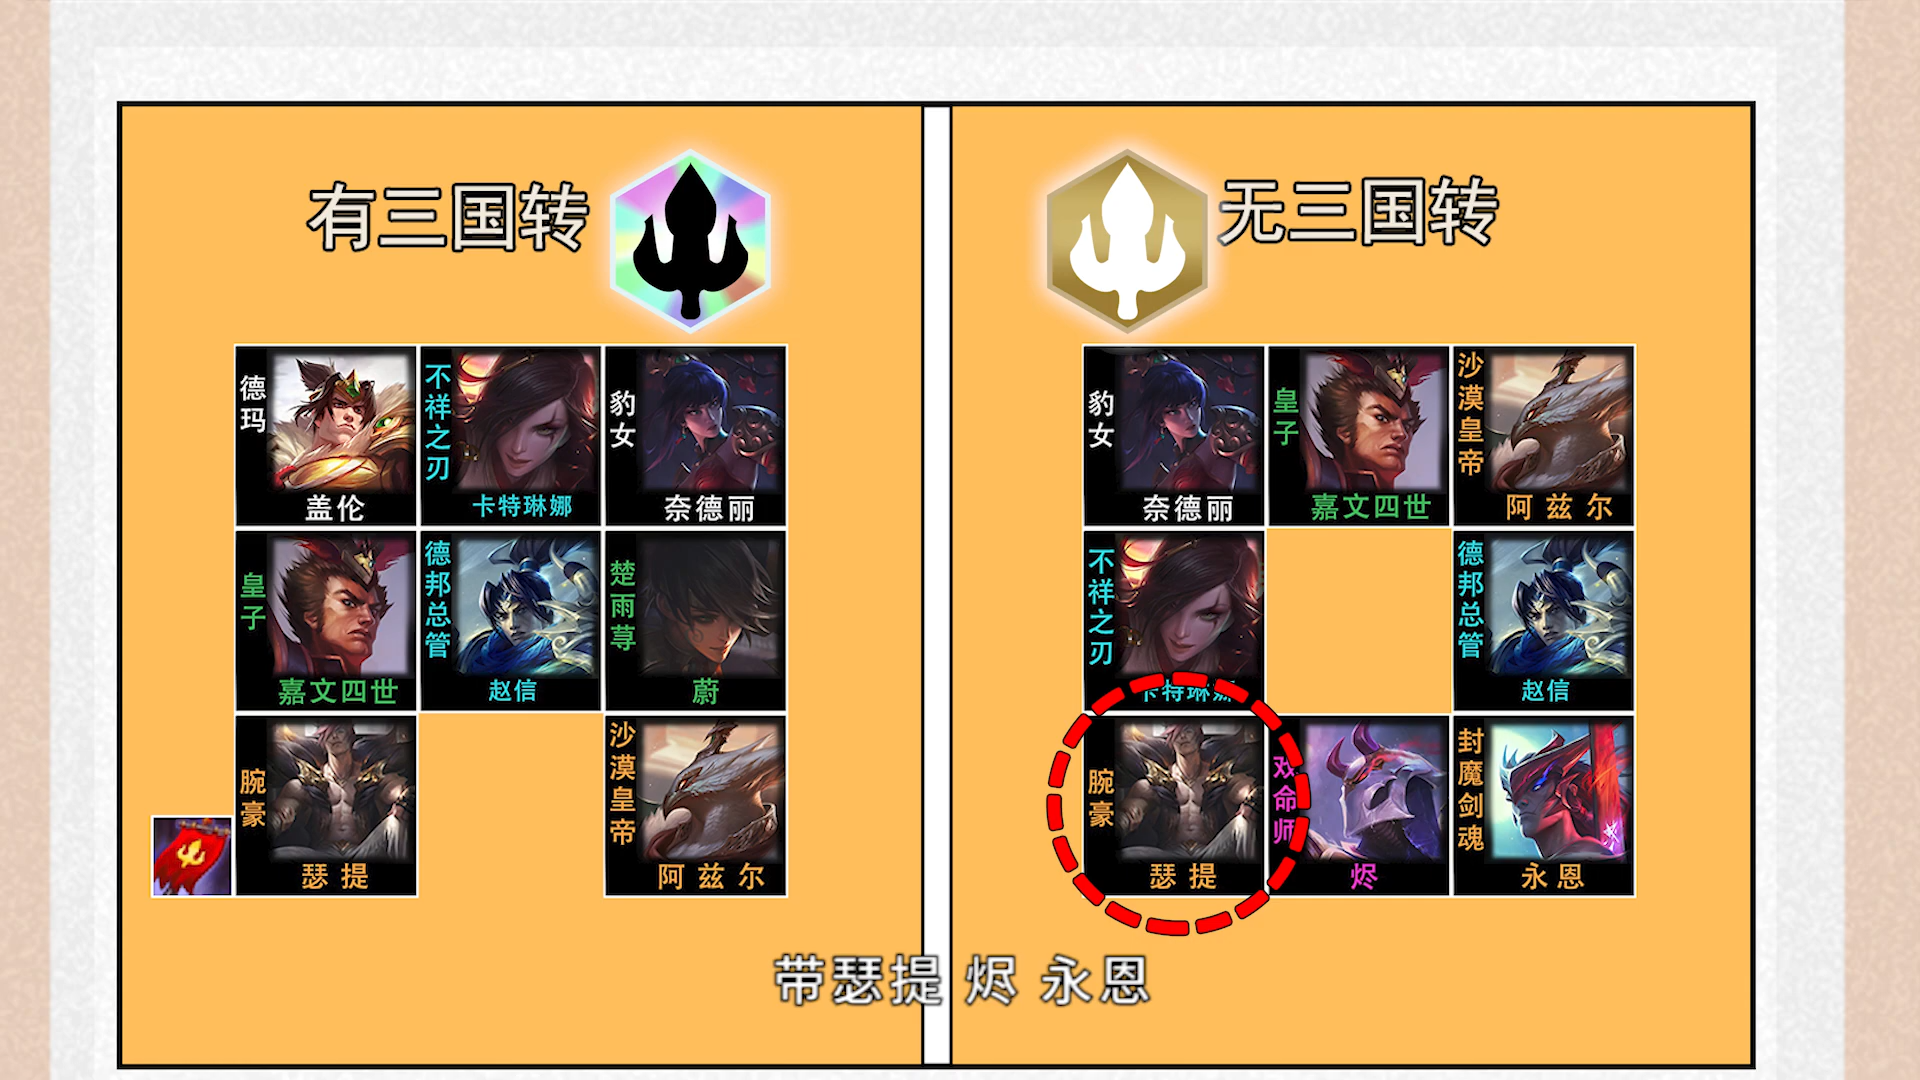 有三国转
无三国转
德玛
盖伦
不祥之刃
卡特琳娜
豹女
奈德丽
皇子
嘉文四世
德邦总管
赵信
楚雨荨
蔚
腕豪
瑟提
沙漠皇帝
阿兹尔
豹女
奈德丽
皇子
嘉文四世
沙漠皇帝
阿兹尔
不祥之刃
卡特琳娜
德邦总管
赵信
腕豪
瑟提
戏命师
烬
封魔剑魂
永恩
带瑟提 烬 永恩